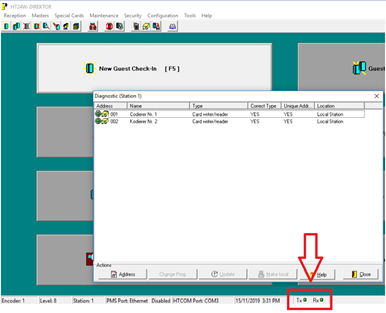 HT24W: DIREKTOR
Reception Masters Special Cards Maintenance Security Configuration Tools Help
New Guest Check-In [ F5 ]
Gues
Diagnostic (Station 1)
Address Name Type Correct Type Unique Addr... Location
001 Kodierer Nr. 1 Card writer/reader YES YES Local Station
002 Kodierer Nr. 2 Card writer/reader YES YES Local Station
Actions
Address Change Prog. Update Make local Help Close
Encoder: 1 Level: 8 Station: 1 PMS Port: Ethernet Disabled HTCOM Port: COM3 15/11/2019 3:31 PM Tx Rx